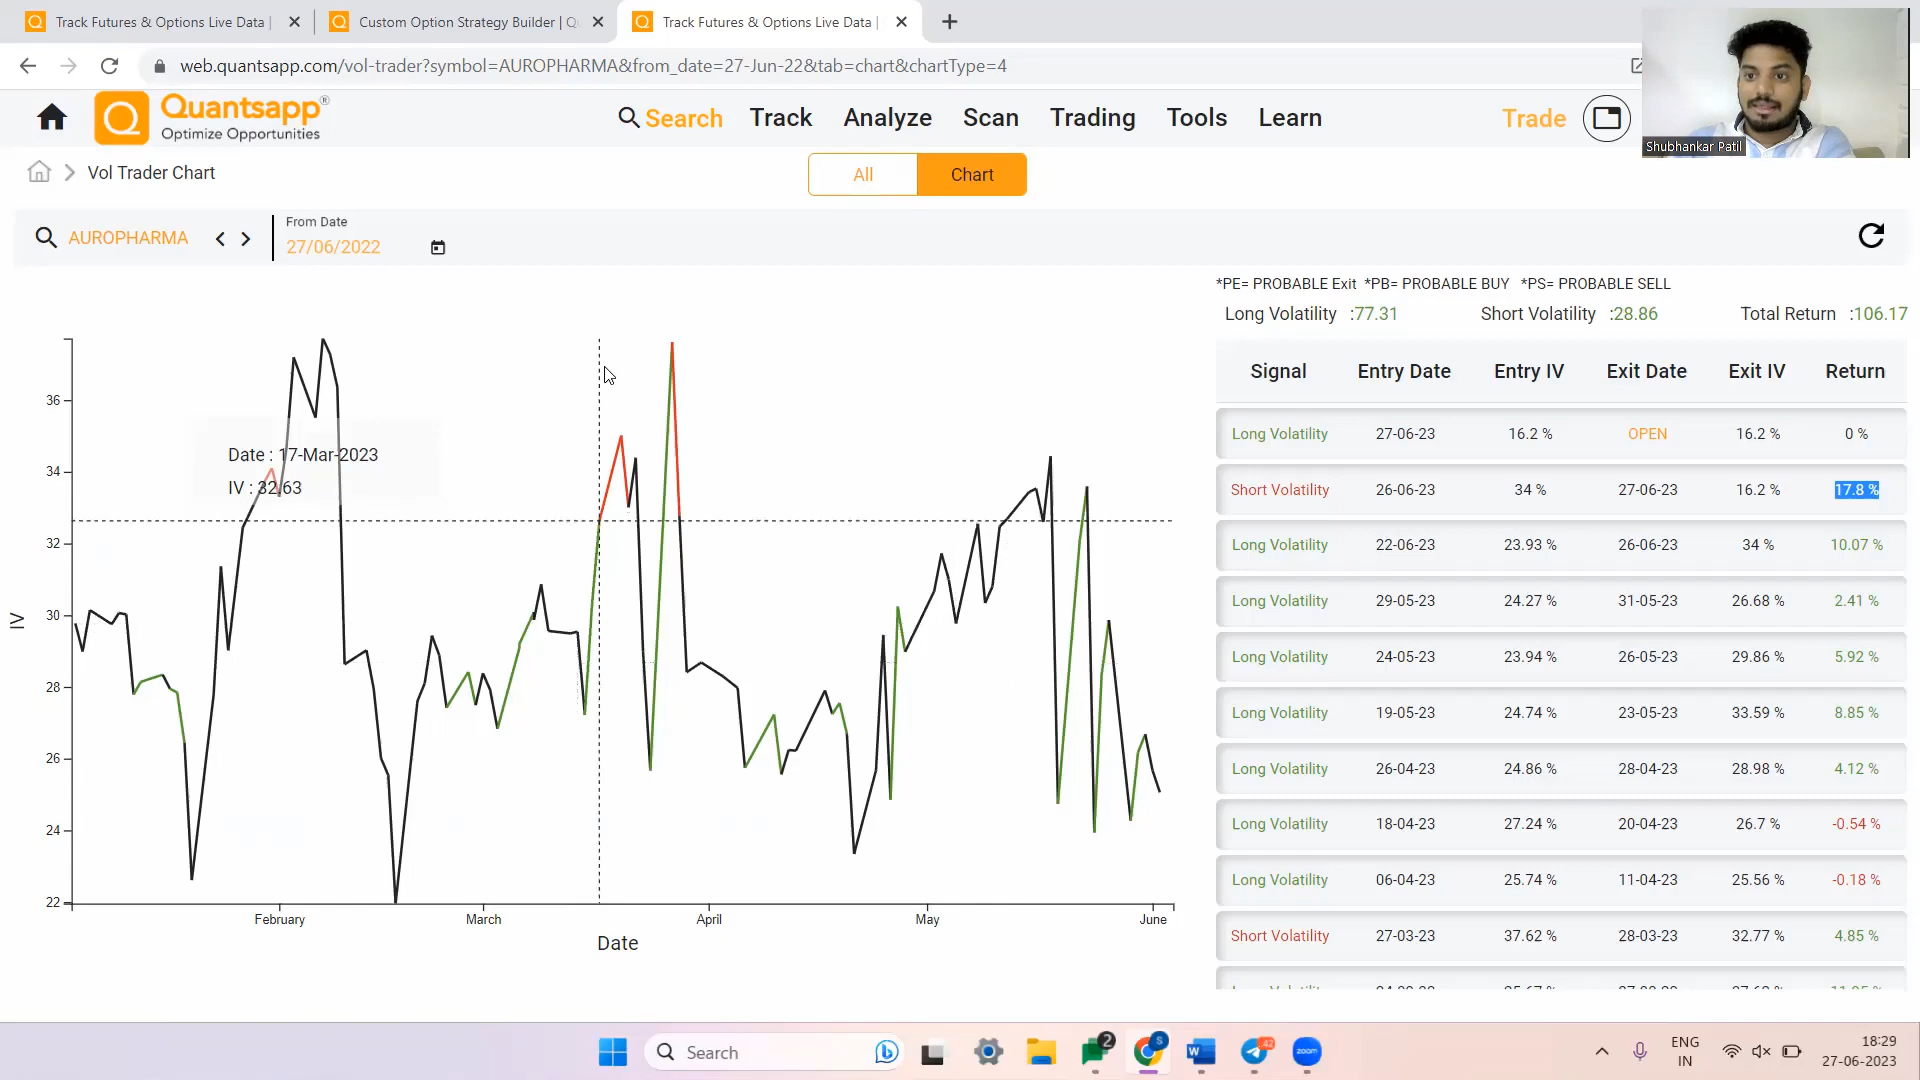 Track Futures & Options Live Data |
Custom Option Strategy Builder | Q
Track Futures & Options Live Data |
web.quantsapp.com/vol-trader?symbol=AUROPHARMA&from_date=27-Jun-22&tab=chart&chartType=4
Quantsapp®
Optimize Opportunities
Search Track Analyze Scan Trading Tools Learn
Trade
Shubhankar Patil
Vol Trader Chart
All Chart
AUROPHARMA
From Date
27/06/2022
*PE= PROBABLE Exit *PB= PROBABLE BUY *PS= PROBABLE SELL
Long Volatility :77.31 Short Volatility :28.86 Total Return :106.17
Signal Entry Date Entry IV Exit Date Exit IV Return
Long Volatility 27-06-23 16.2 % OPEN 16.2 % 0 %
Short Volatility 26-06-23 34 % 27-06-23 16.2 % 17.8 %
Long Volatility 22-06-23 23.93 % 26-06-23 34 % 10.07 %
Long Volatility 29-05-23 24.27 % 31-05-23 26.68 % 2.41 %
Long Volatility 24-05-23 23.94 % 26-05-23 29.86 % 5.92 %
Long Volatility 19-05-23 24.74 % 23-05-23 33.59 % 8.85 %
Long Volatility 26-04-23 24.86 % 28-04-23 28.98 % 4.12 %
Long Volatility 18-04-23 27.24 % 20-04-23 26.7 % -0.54 %
Long Volatility 06-04-23 25.74 % 11-04-23 25.56 % -0.18 %
Short Volatility 27-03-23 37.62 % 28-03-23 32.77 % 4.85 %
Date : 17-Mar-2023
IV : 32.63
IV
36
34
32
30
28
26
24
22
February March April May June
Date
Search
2
S
W
42
zoom
ENG
IN
18:29
27-06-2023